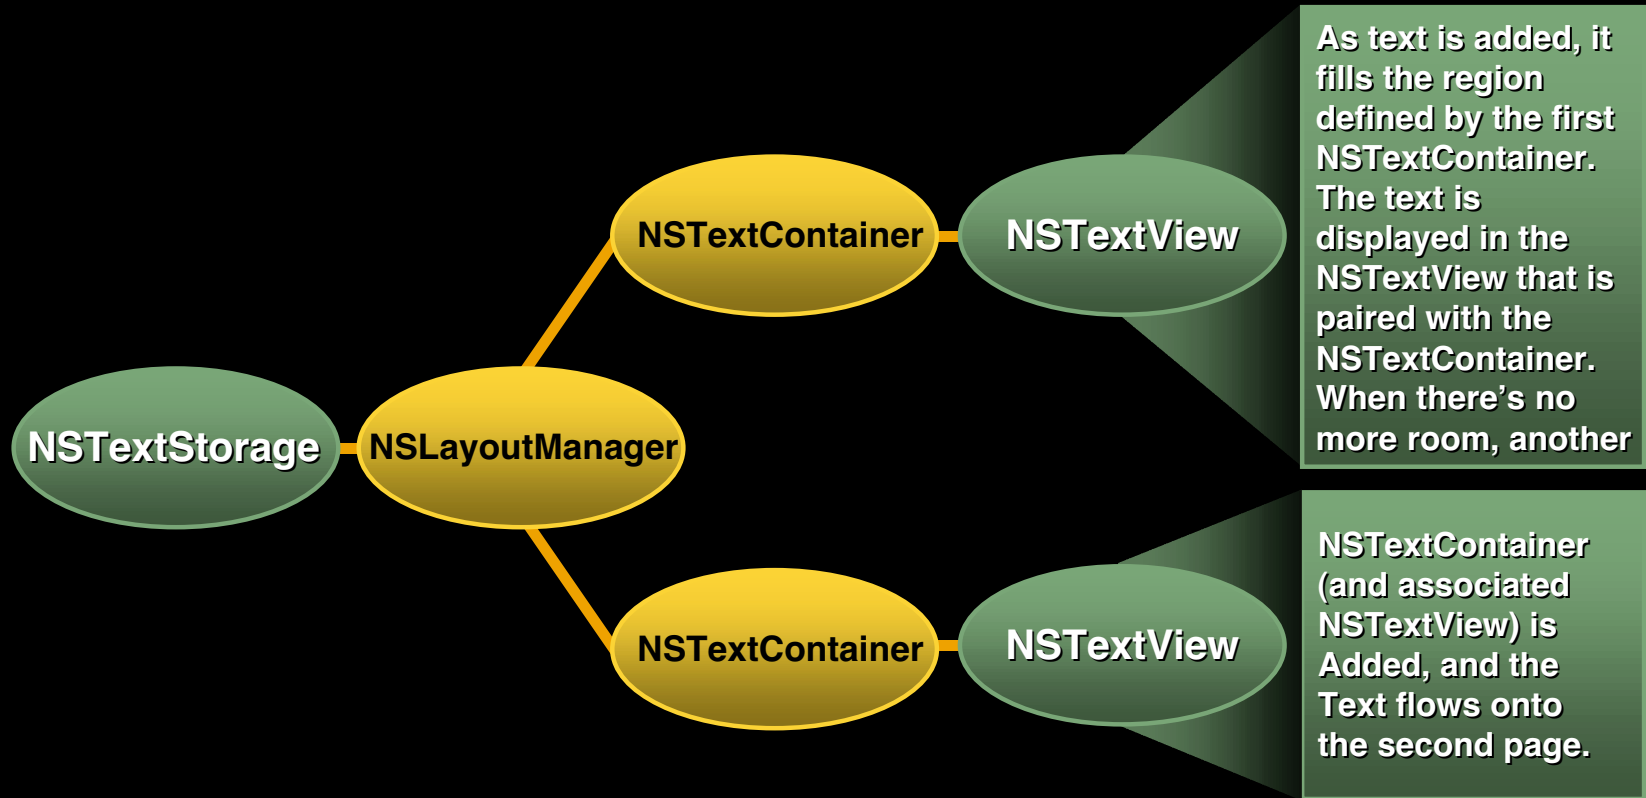 NSTextStorage
NSLayoutManager
NSTextContainer
NSTextView
As text is added, it
fills the region
defined by the first
NSTextContainer.
The text is
displayed in the
NSTextView that is
paired with the
NSTextContainer.
When there’s no
more room, another
NSTextContainer
NSTextView
NSTextContainer
(and associated
NSTextView) is
Added, and the
Text flows onto
the second page.